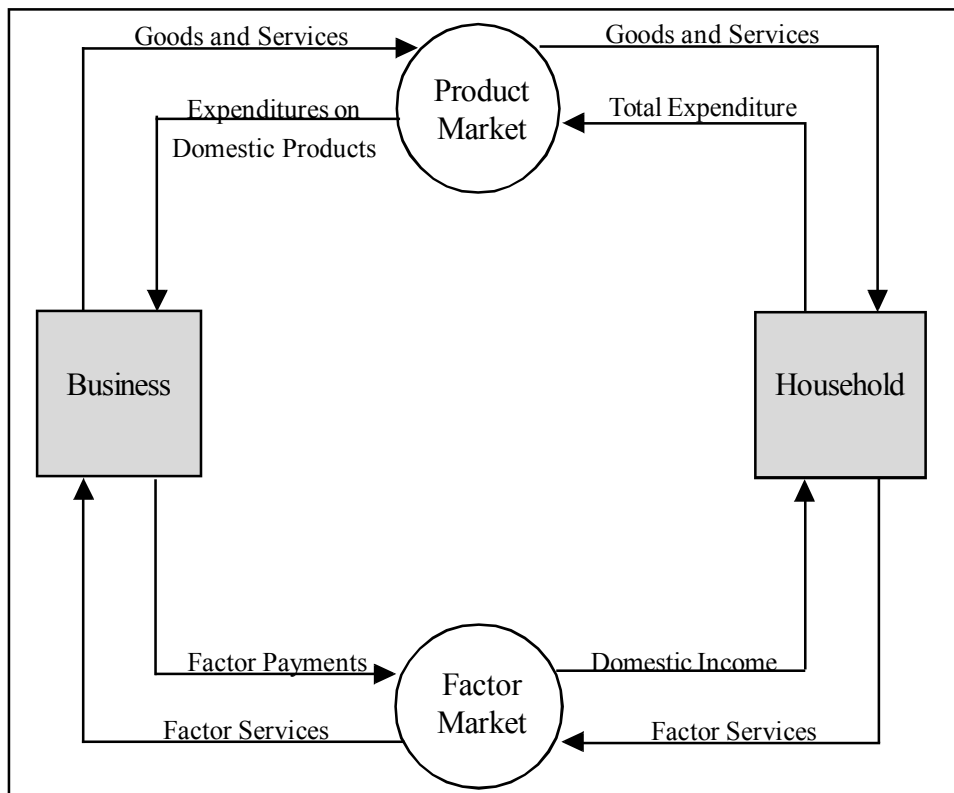 Goods and Services
Goods and Services
Product
Market
Expenditures on
Domestic Products
Total Expenditure
Business
Household
Factor Payments
Domestic Income
Factor
Market
Factor Services
Factor Services